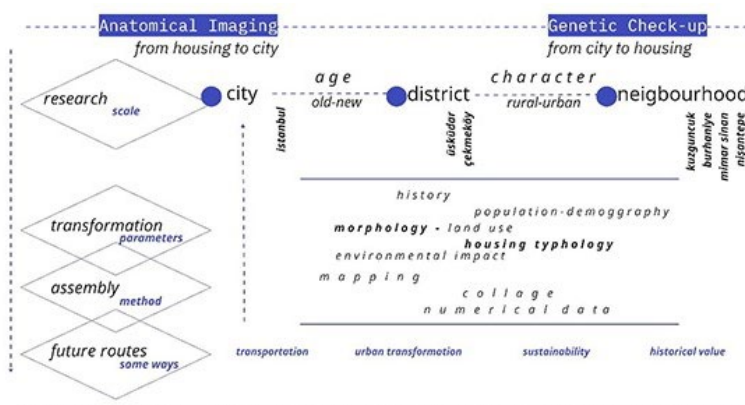 Anatomical Imaging
Genetic Check-up
from housing to city
from city to housing
research
scale
city
age
old-new
district
character
rural-urban
neigbourhood
istanbul
üsküdar
çekmeköy
kuzguncuk
burhaniye
mimar sinan
nişantepe
history
population-demoggraphy
transformation
parameters
morphology - land use
housing typhology
environmental impact
mapping
assembly
method
collage
numerical data
future routes
some ways
transportation
urban transformation
sustainability
historical value